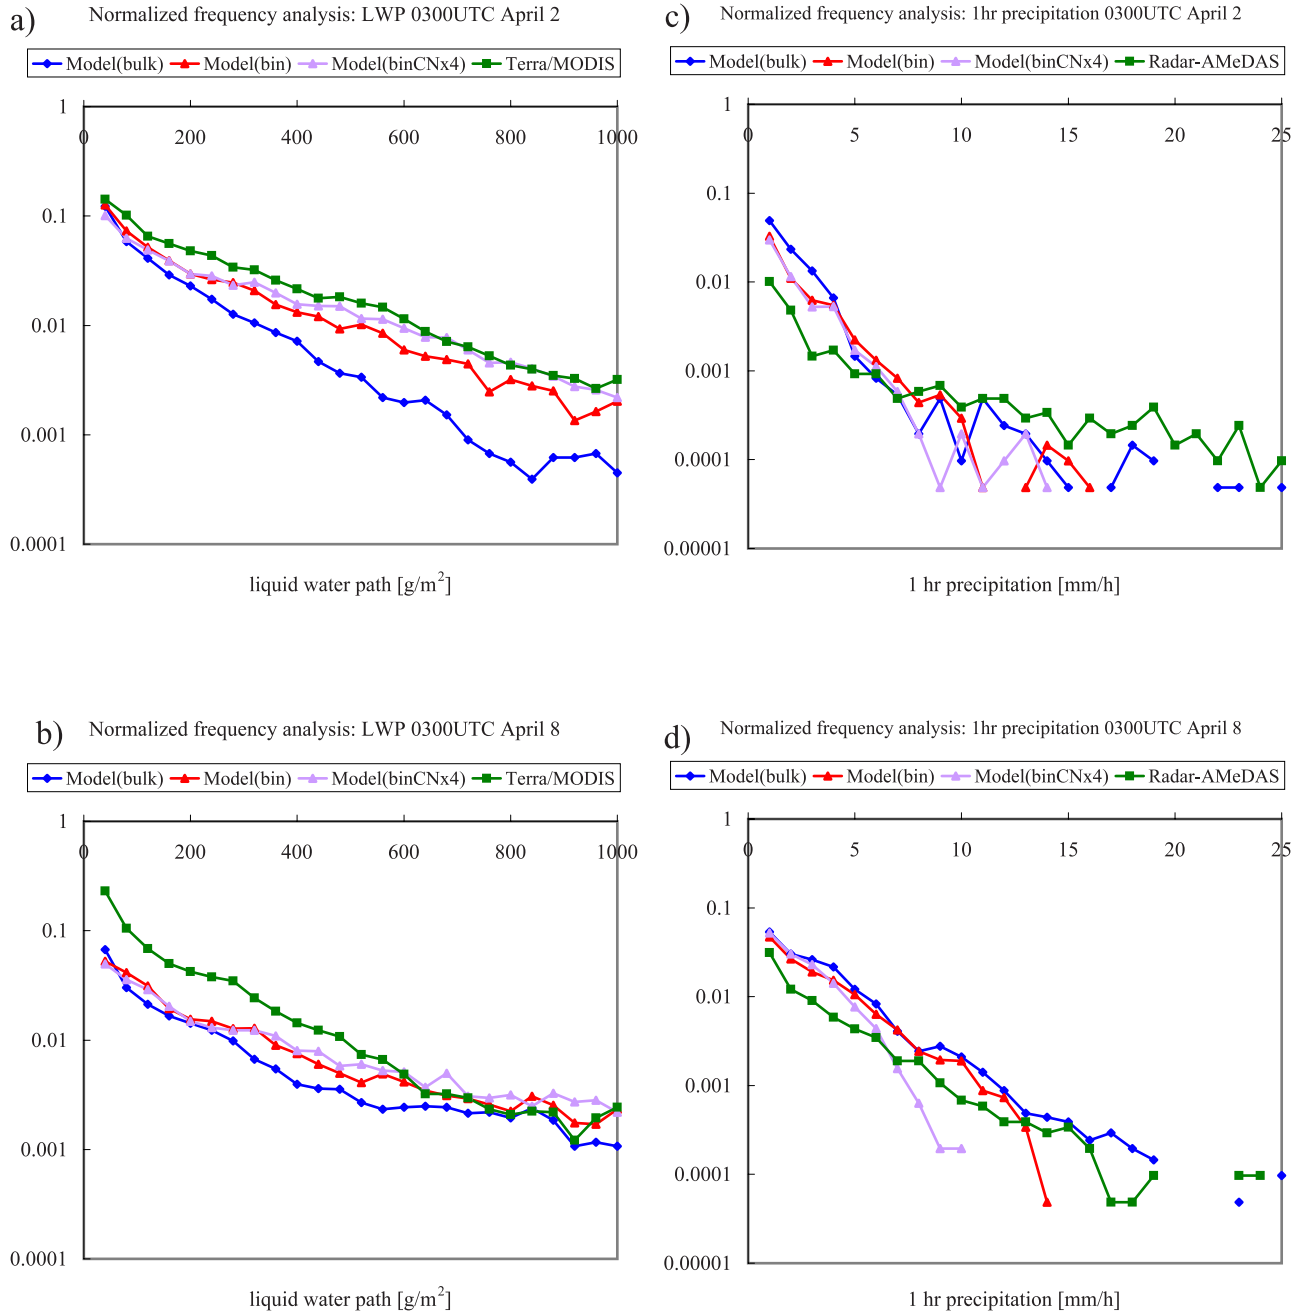 a)
Normalized frequency analysis: LWP 0300UTC April 2
Model(bulk) Model(bin) Model(binCNx4) Terra/MODIS
1
0 200 400 600 800 1000
0.1
0.01
0.001
0.0001
liquid water path [g/m²]
c)
Normalized frequency analysis: 1hr precipitation 0300UTC April 2
Model(bulk) Model(bin) Model(binCNx4) Radar-AMeDAS
1
0 5 10 15 20 25
0.1
0.01
0.001
0.0001
0.00001
1 hr precipitation [mm/h]
b)
Normalized frequency analysis: LWP 0300UTC April 8
Model(bulk) Model(bin) Model(binCNx4) Terra/MODIS
1
0 200 400 600 800 1000
0.1
0.01
0.001
0.0001
liquid water path [g/m²]
d)
Normalized frequency analysis: 1hr precipitation 0300UTC April 8
Model(bulk) Model(bin) Model(binCNx4) Radar-AMeDAS
1
0 5 10 15 20 25
0.1
0.01
0.001
0.0001
0.00001
1 hr precipitation [mm/h]